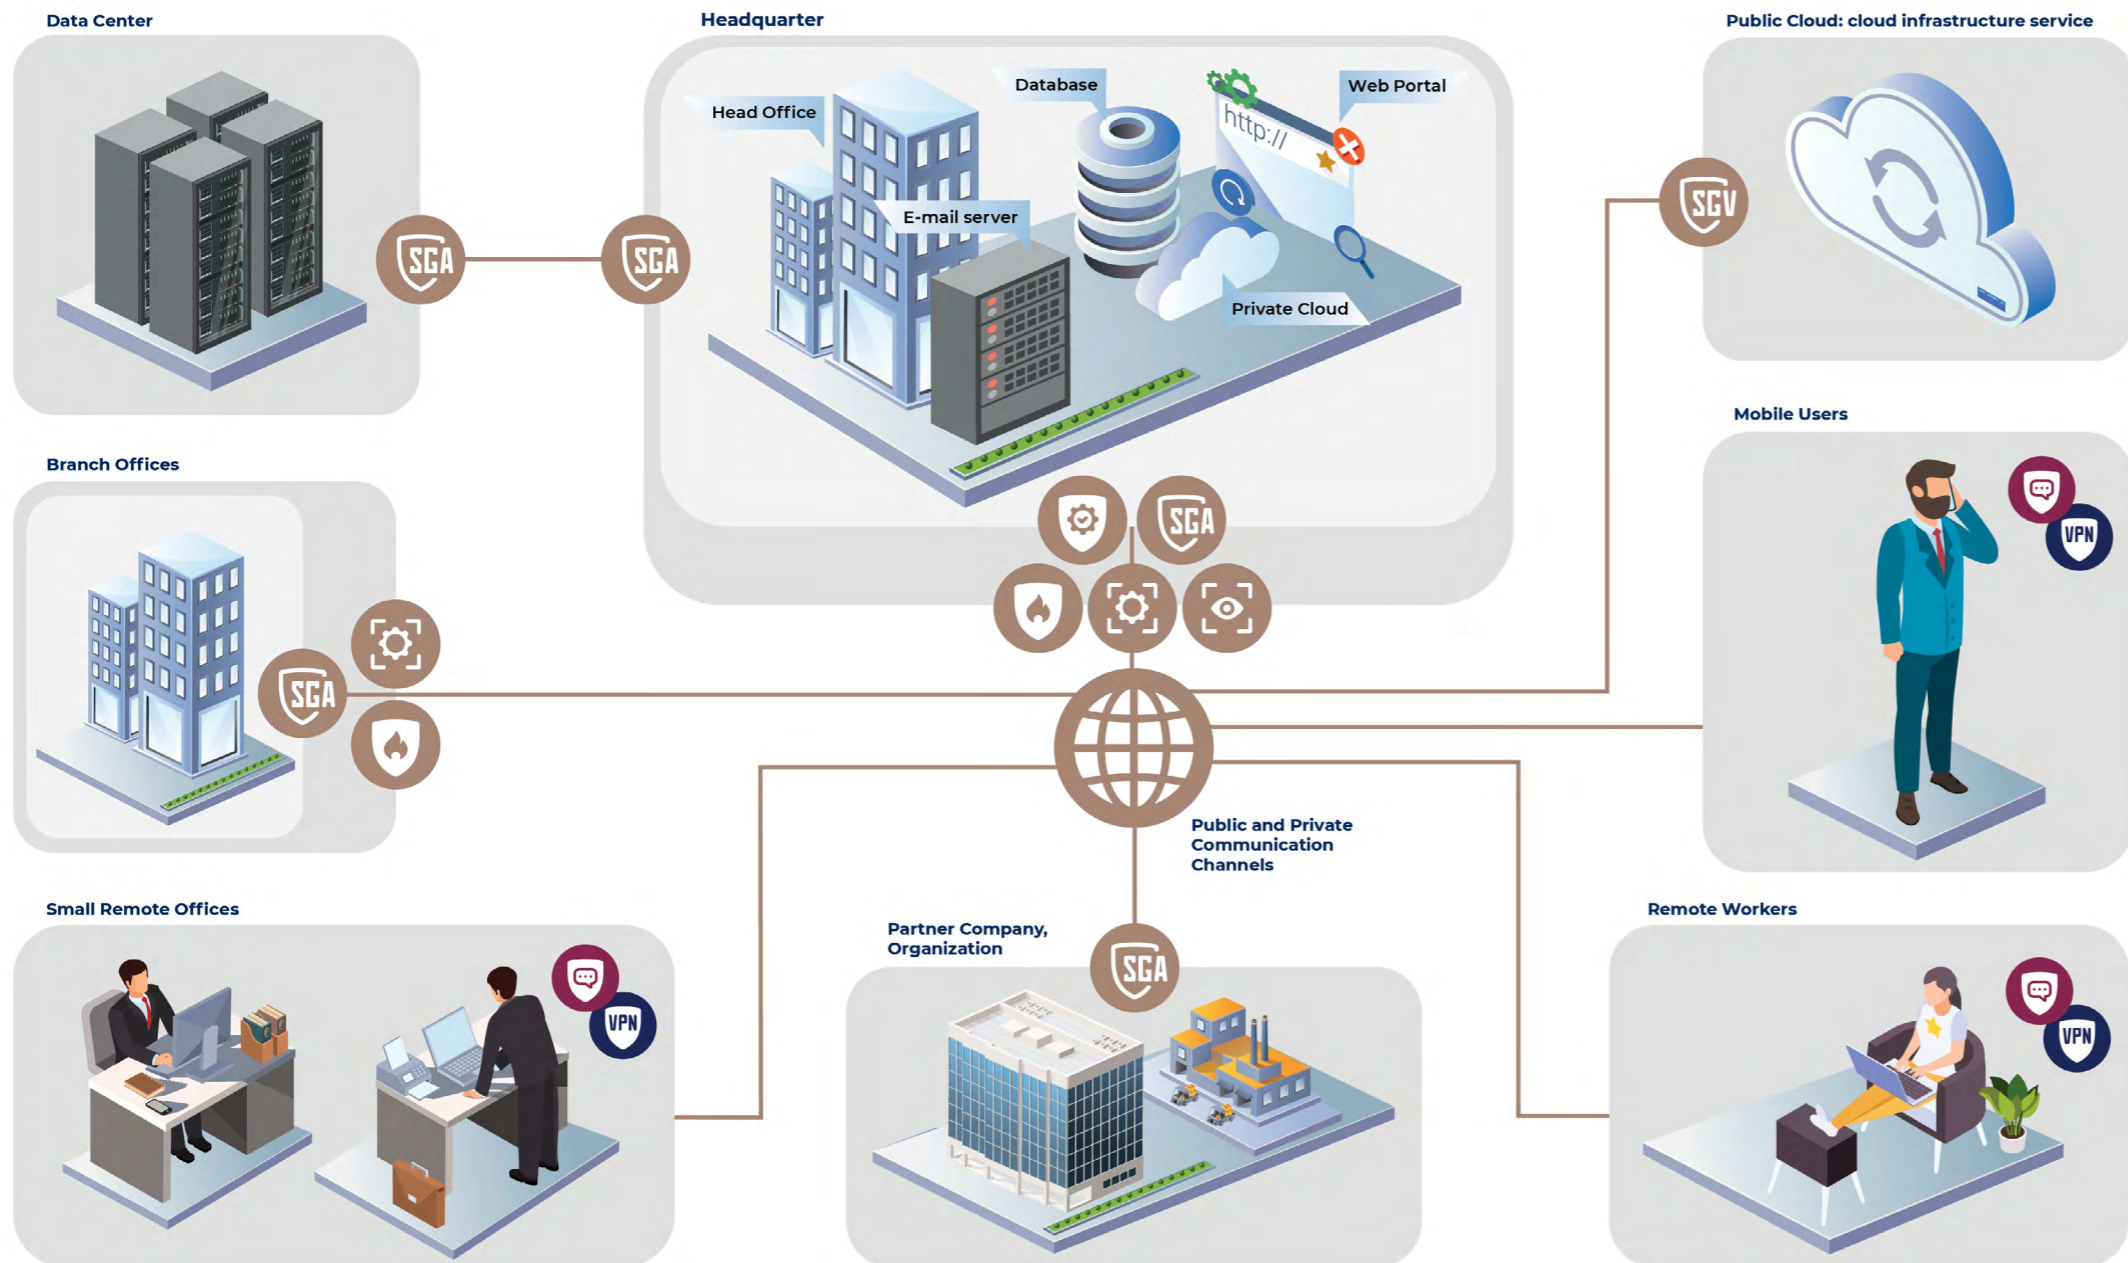 Data Center
Headquarter
Public Cloud: cloud infrastructure service
Head Office
Database
Web Portal
http://
E-mail server
Private Cloud
SGA
SGA
SGV
Mobile Users
VPN
Branch Offices
SGA
SGA
Public and Private
Communication
Channels
Small Remote Offices
VPN
Partner Company,
Organization
SGA
Remote Workers
VPN